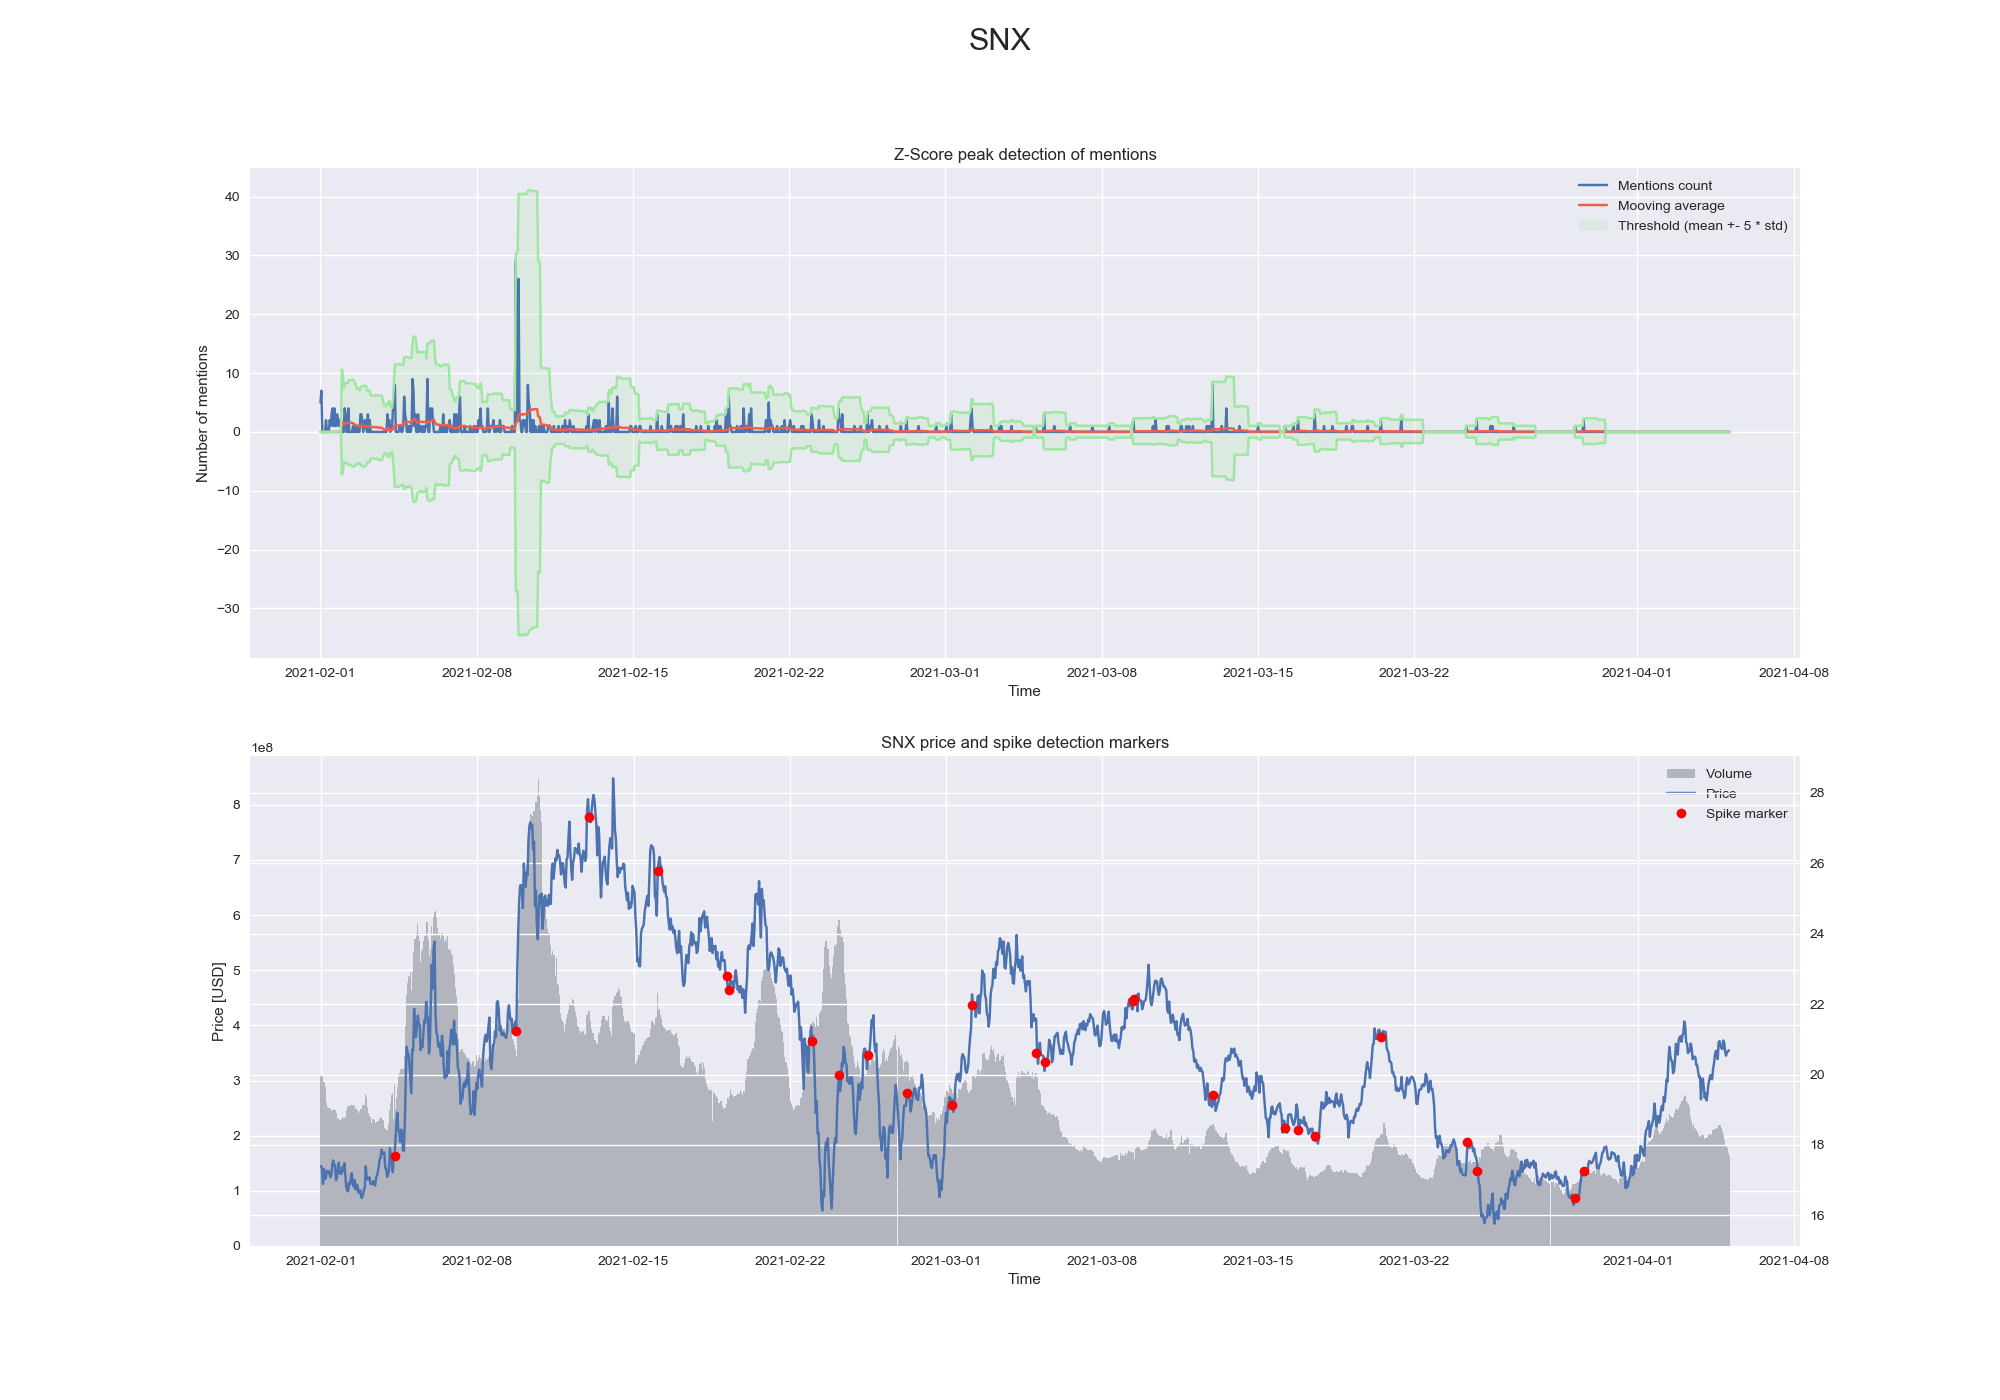 SNX
Z-Score peak detection of mentions
Mentions count
Mooving average
Threshold (mean +- 5 * std)
40
30
20
10
0
−10
−20
−30
Number of mentions
2021-02-01 2021-02-08 2021-02-15 2021-02-22 2021-03-01 2021-03-08 2021-03-15 2021-03-22 2021-04-01 2021-04-08
Time
SNX price and spike detection markers
1e8
Volume
Price
Spike marker
8
7
6
5
4
3
2
1
0
Price [USD]
28
26
24
22
20
18
16
2021-02-01 2021-02-08 2021-02-15 2021-02-22 2021-03-01 2021-03-08 2021-03-15 2021-03-22 2021-04-01 2021-04-08
Time